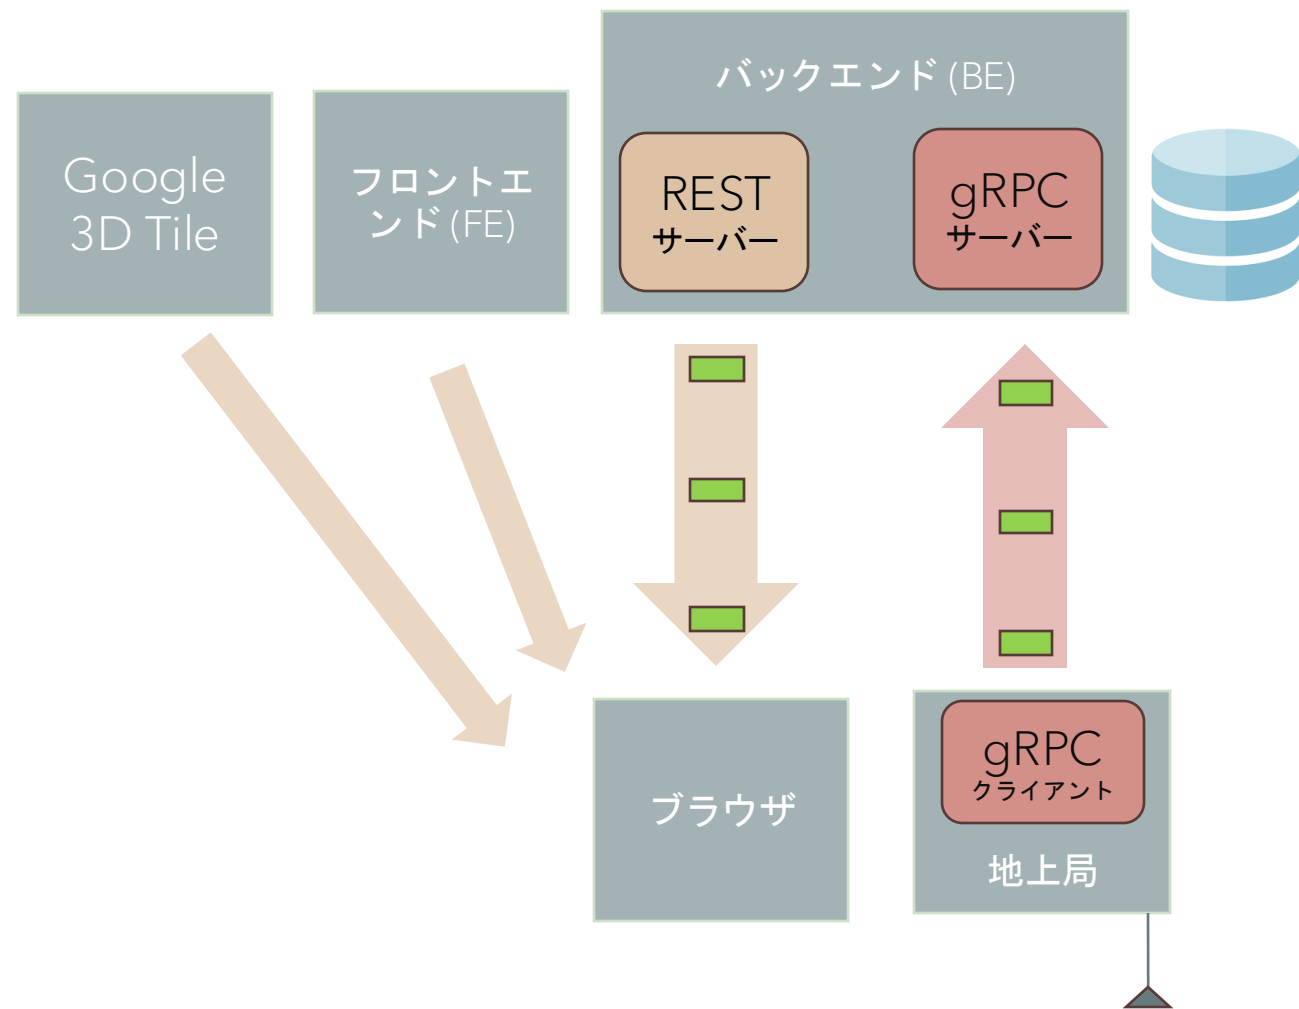 Google
3D Tile
フロントエ
ンド(FE)
バックエンド(BE)
REST
サーバー
gRPC
サーバー
ブラウザ
gRPC
クライアント
地上局